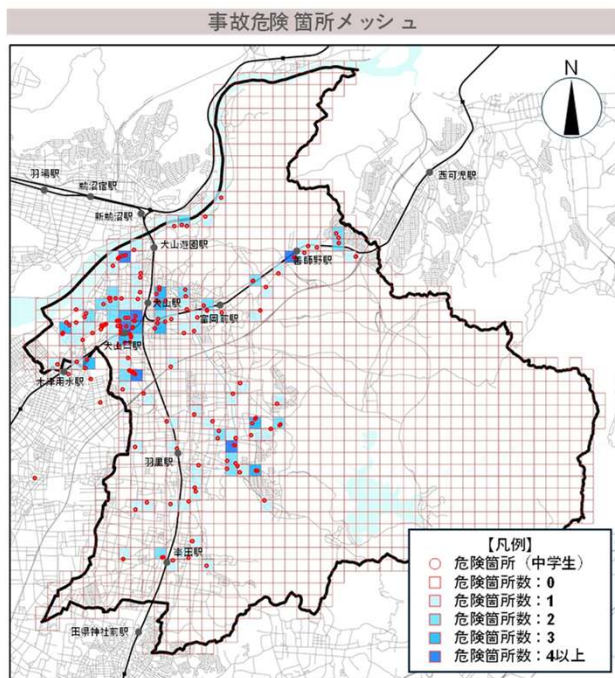 事故危険箇所メッシュ
N
羽場駅
鵜沼宿駅
新鵜沼駅
西可児駅
犬山遊園駅
善師野駅
犬山駅
富岡前駅
犬山口駅
木津用水駅
羽黒駅
楽田駅
田県神社前駅
【凡例】
危険箇所（中学生）
危険箇所数：0
危険箇所数：1
危険箇所数：2
危険箇所数：3
危険箇所数：4以上